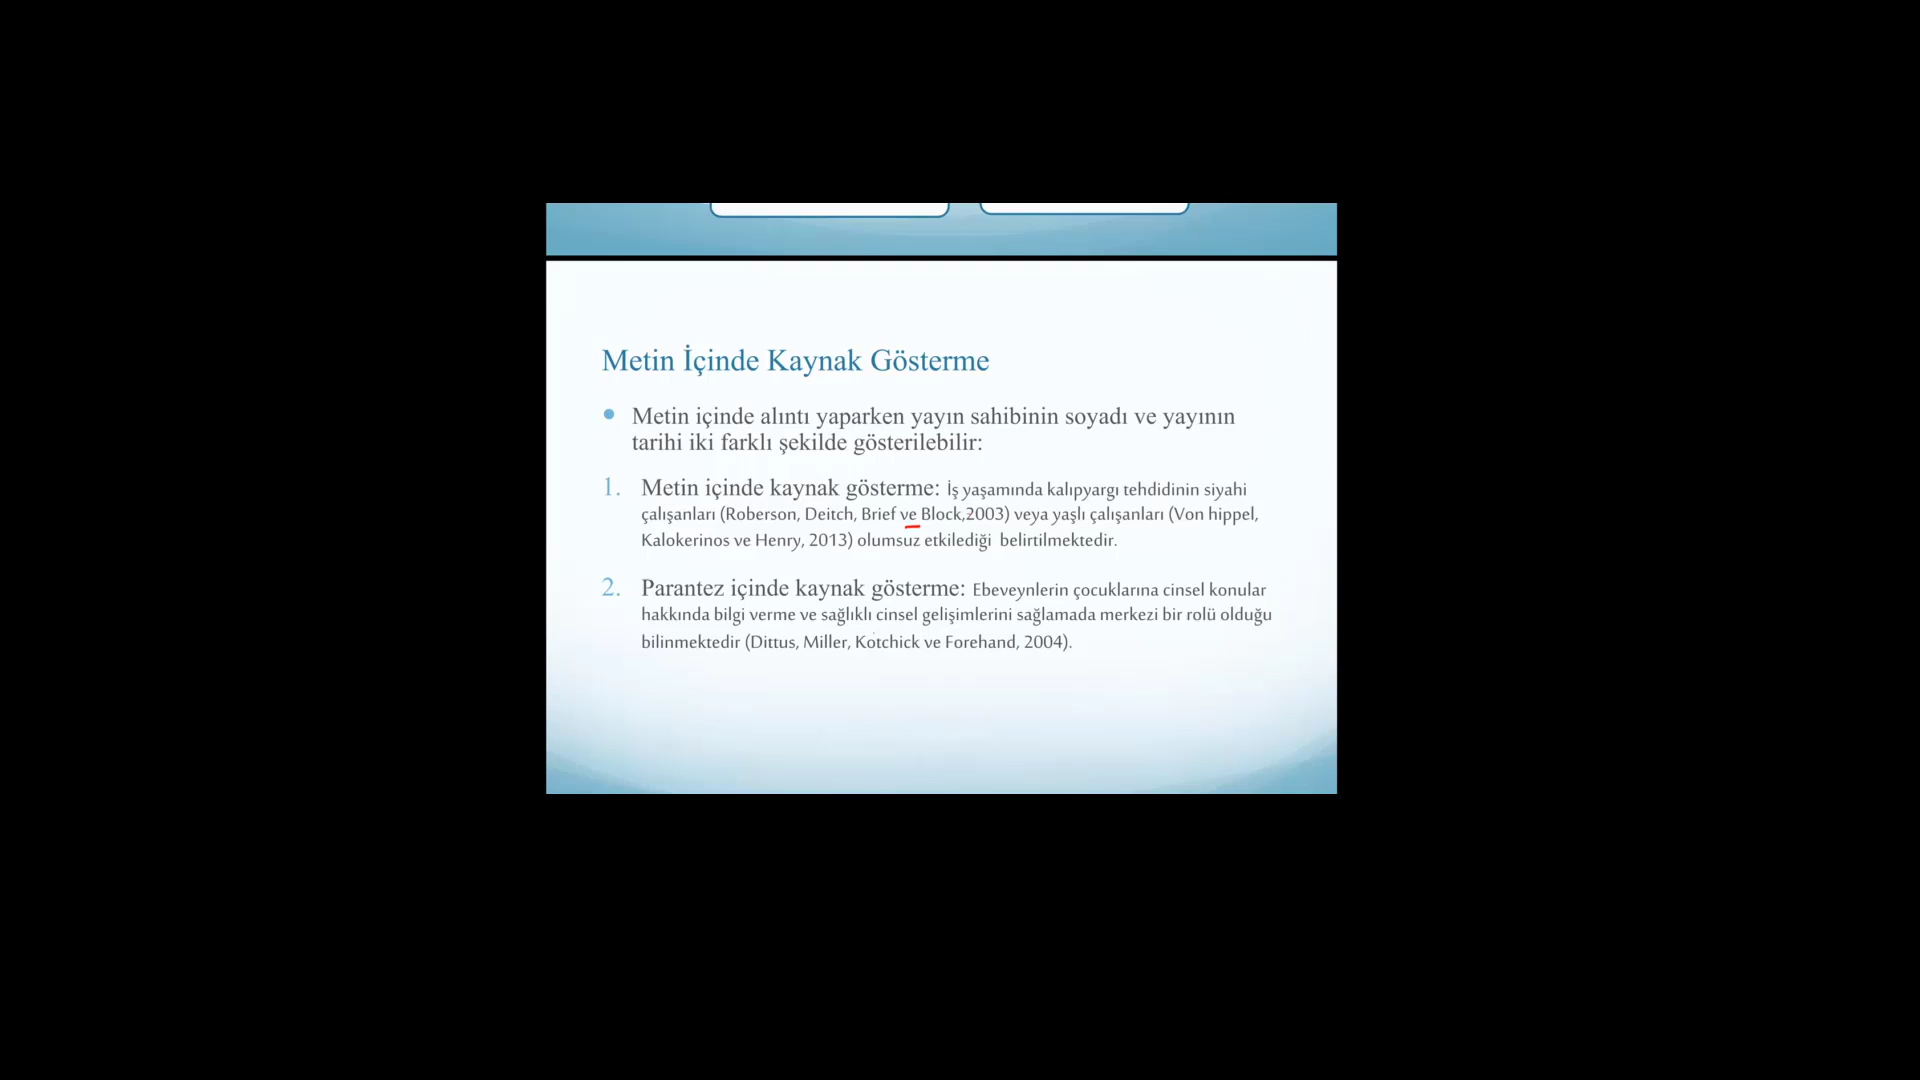 Metin İçinde Kaynak Gösterme
• Metin içinde alıntı yaparken yayın sahibinin soyadı ve yayının
tarihi iki farklı şekilde gösterilebilir:
1. Metin içinde kaynak gösterme: İş yaşamında kalıpyargı tehdidinin siyahi
çalışanları (Roberson, Deitch, Brief ve Block,2003) veya yaşlı çalışanları (Von hippel,
Kalokerinos ve Henry, 2013) olumsuz etkilediği  belirtilmektedir.
2. Parantez içinde kaynak gösterme: Ebeveynlerin çocuklarına cinsel konular
hakkında bilgi verme ve sağlıklı cinsel gelişimlerini sağlamada merkezi bir rolü olduğu
bilinmektedir (Dittus, Miller, Kotchick ve Forehand, 2004).